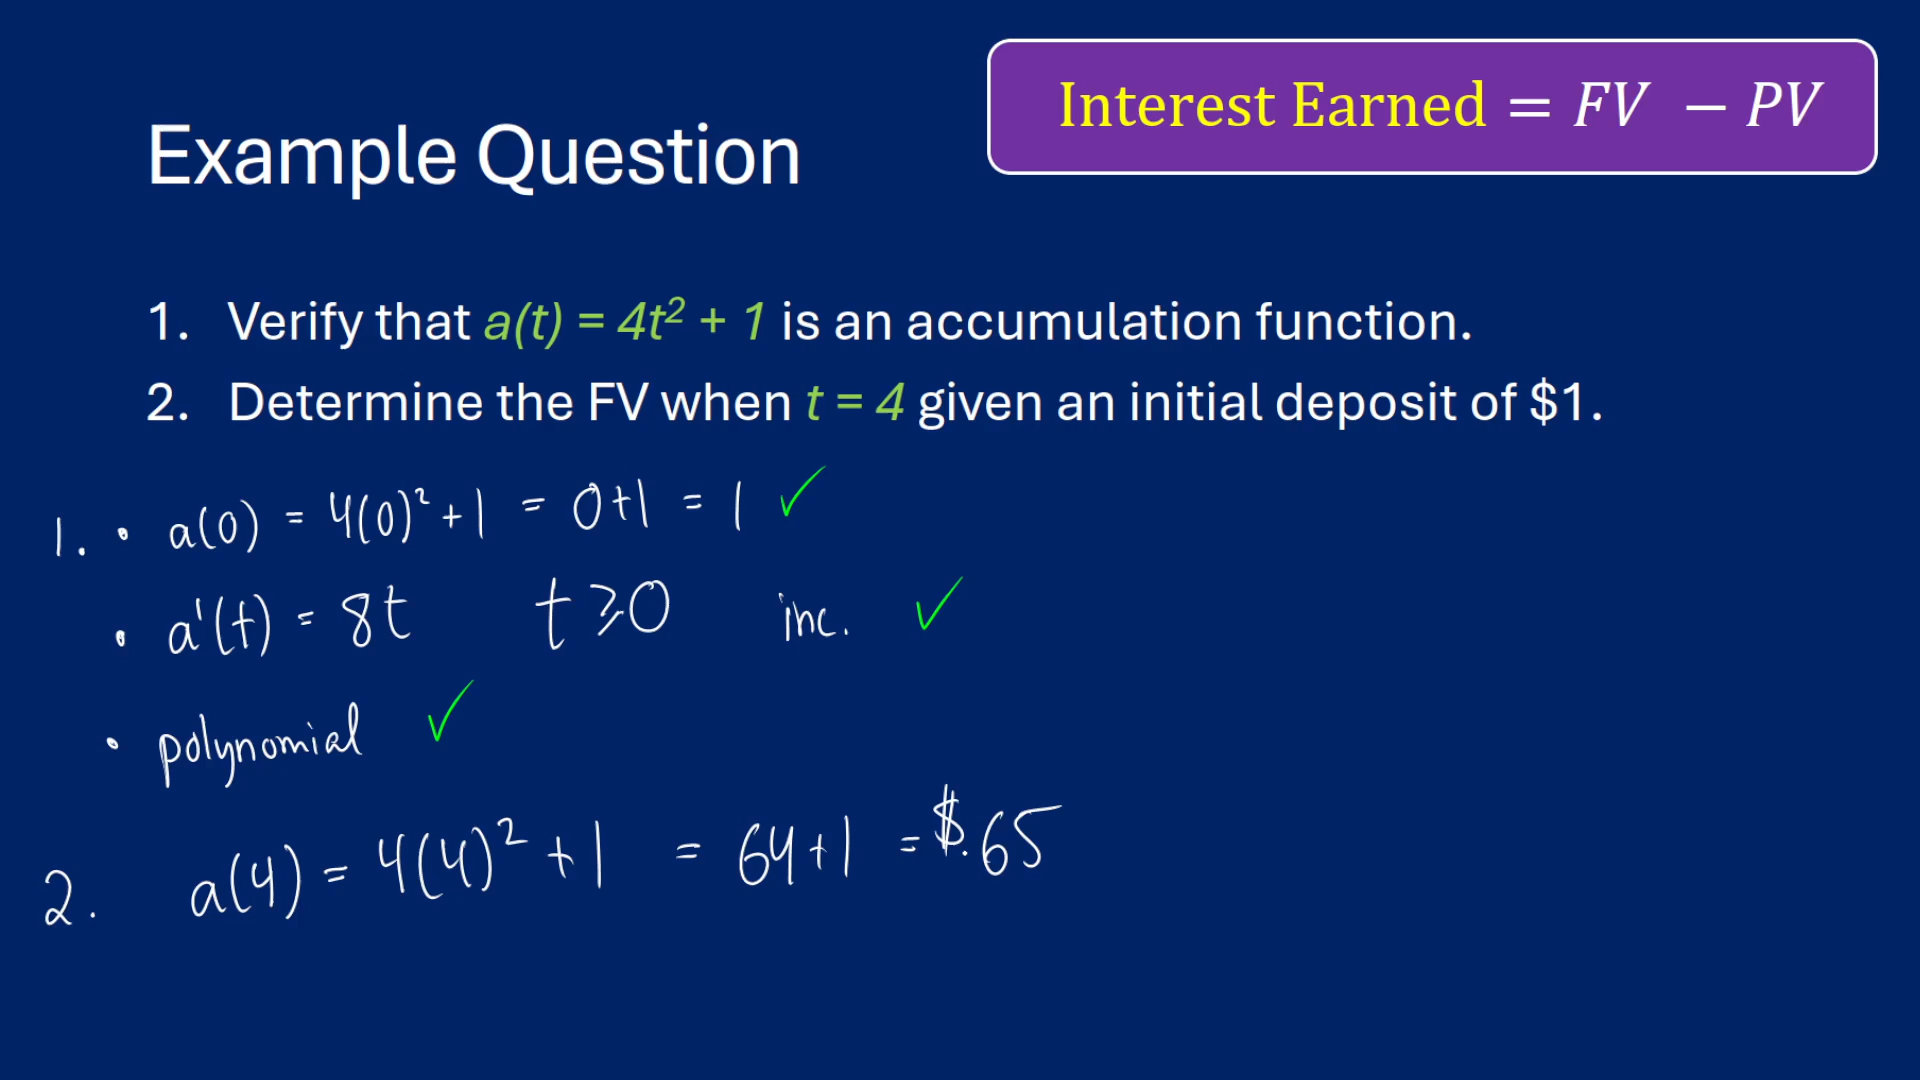 Interest Earned = FV − PV
Example Question
1. Verify that a(t) = 4t² + 1 is an accumulation function.
2. Determine the FV when t = 4 given an initial deposit of $1.
1. • a(0) = 4(0)² + 1 = 0+1 = 1 ✓
• a'(t) = 8t t ≥ 0 inc. ✓
• polynomial ✓
2. a(4) = 4(4)² + 1 = 64+1 = $.65